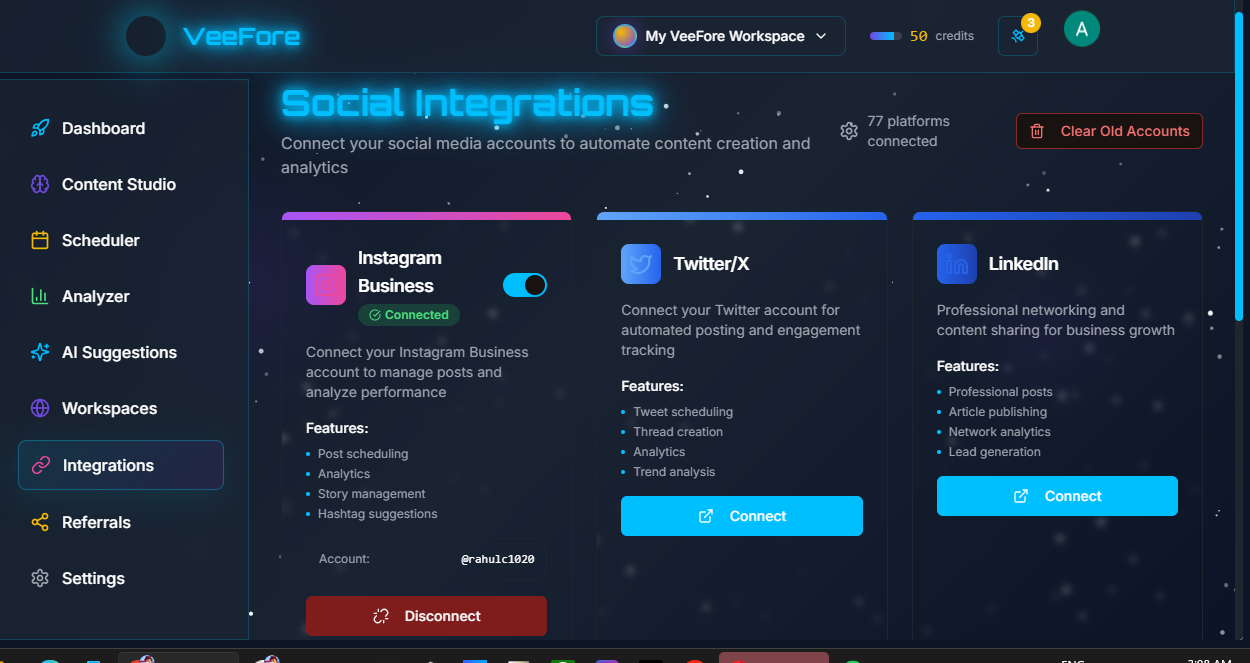 VeeFore
My VeeFore Workspace
50 credits
3
A
Social Integrations
Connect your social media accounts to automate content creation and
analytics
77 platforms
connected
Clear Old Accounts
Dashboard
Content Studio
Scheduler
Analyzer
AI Suggestions
Workspaces
Integrations
Referrals
Settings
Instagram
Business
Connected
Connect your Instagram Business
account to manage posts and
analyze performance
Features:
Post scheduling
Analytics
Story management
Hashtag suggestions
Account:
@rahulc1020
Disconnect
Twitter/X
Connect your Twitter account for
automated posting and engagement
tracking
Features:
Tweet scheduling
Thread creation
Analytics
Trend analysis
Connect
LinkedIn
Professional networking and
content sharing for business growth
Features:
Professional posts
Article publishing
Network analytics
Lead generation
Connect